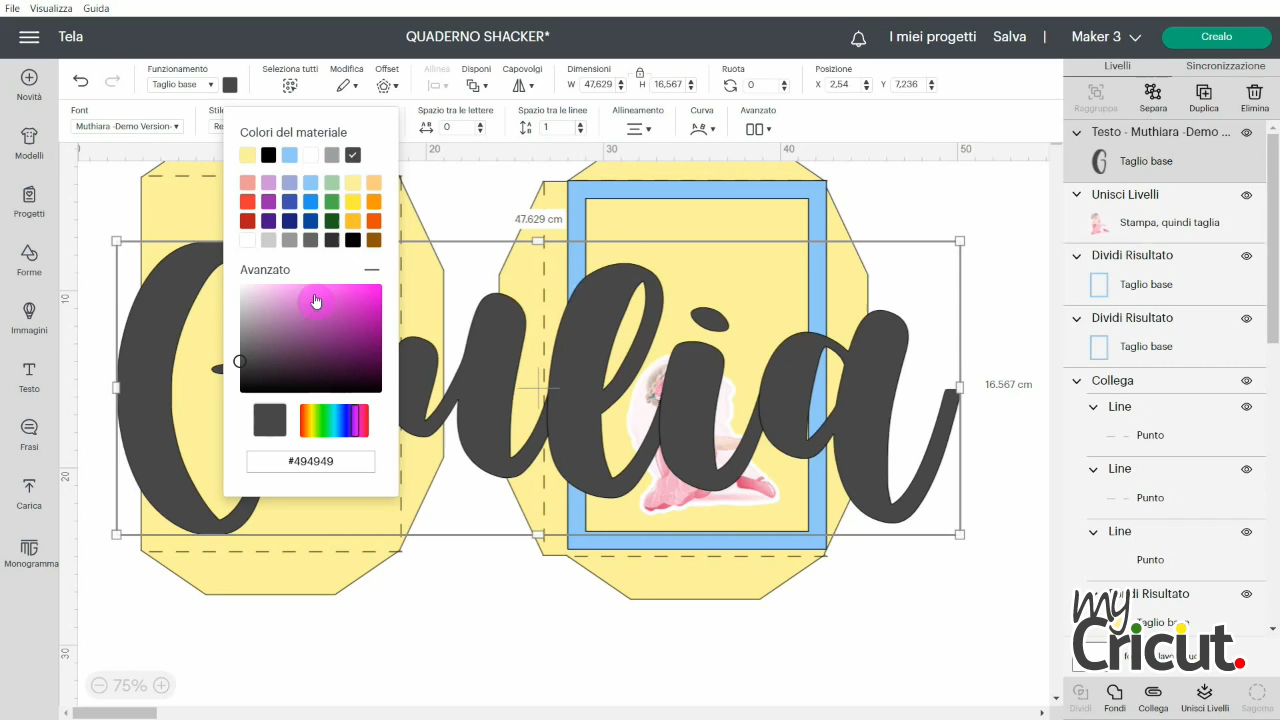 File Visualizza Guida
Tela
QUADERNO SHACKER*
I miei progetti Salva | Maker 3 Crealo
Funzionamento
Taglio base
Seleziona tutti
Modifica
Offset
Allinea
Disponi
Capovolgi
Dimensioni
W 47,629 H 16,567
Ruota
0
Posizione
X 2,54 Y 7,236
Livelli Sincronizzazione
Raggruppa Separa Duplica Elimina
Font
Muthiara -Demo Version-
Stile
Re
Spazio tra le lettere
0
Spazio tra le linee
1
Allineamento
Curva
Avanzato
Novità
Modelli
Progetti
Forme
Immagini
Testo
Frasi
Carica
Monogramma
0 20 30 40 50
10
20
30
Colori del materiale
Avanzato
#494949
47.629 cm
16.567 cm
ulia
75%
Testo - Muthiara -Demo ...
Taglio base
Unisci Livelli
Stampa, quindi taglia
Dividi Risultato
Taglio base
Dividi Risultato
Taglio base
Collega
Line
Punto
Line
Punto
Line
Punto
Risultato
my
Cricut.
Dividi Fondi Collega Unisci Livelli Sagoma